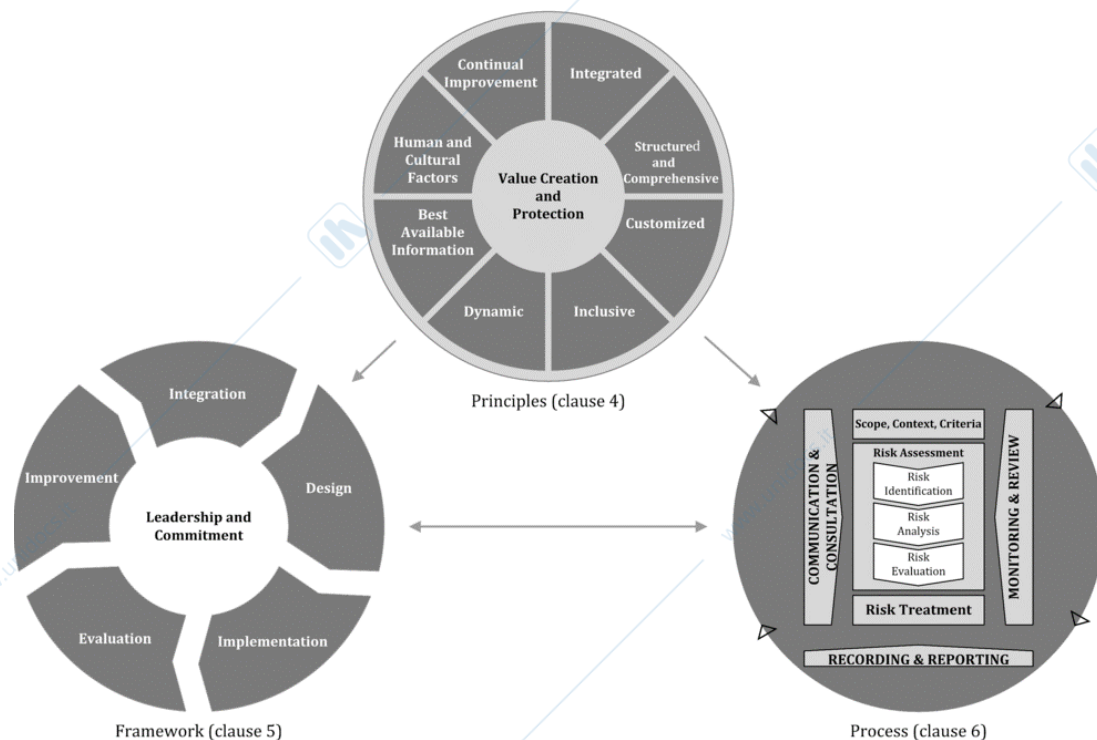 Continual
Improvement
Integrated
Human and
Cultural
Factors
Structured
and
Comprehensive
Value Creation
and
Protection
Best
Available
Information
Customized
Dynamic
Inclusive
Principles (clause 4)
Integration
Improvement
Design
Leadership and
Commitment
Evaluation
Implementation
Framework (clause 5)
Scope, Context, Criteria
COMMUNICATION &
CONSULTATION
Risk Assessment
Risk
Identification
Risk
Analysis
Risk
Evaluation
MONITORING & REVIEW
Risk Treatment
RECORDING & REPORTING
Process (clause 6)